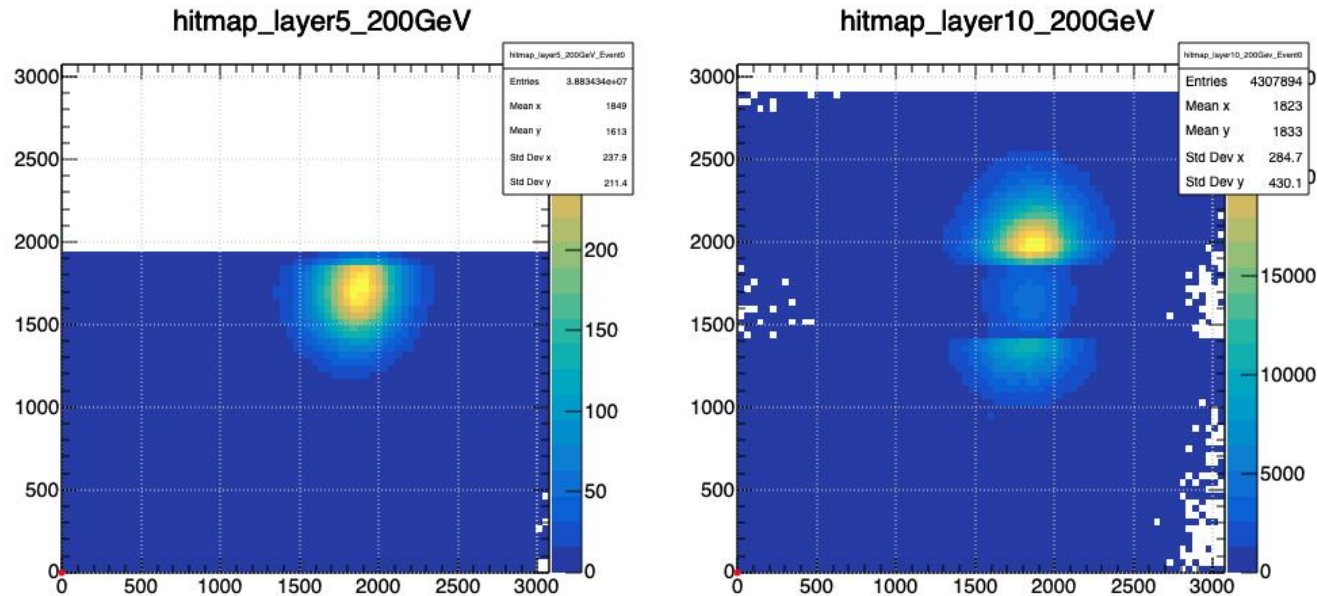 hitmap_layer5_200GeV
hitmap_layer5_200GeV_Event0
Entries 3.883434e+07
Mean x 1849
Mean y 1613
Std Dev x 237.9
Std Dev y 211.4
3000
2500
2000
1500
1000
500
0
0 500 1000 1500 2000 2500 3000
200
150
100
50
0
hitmap_layer10_200GeV
hitmap_layer10_200Gev_Event0
Entries 4307894
Mean x 1823
Mean y 1833
Std Dev x 284.7
Std Dev y 430.1
3000
2500
2000
1500
1000
500
0
0 500 1000 1500 2000 2500 3000
15000
10000
5000
0